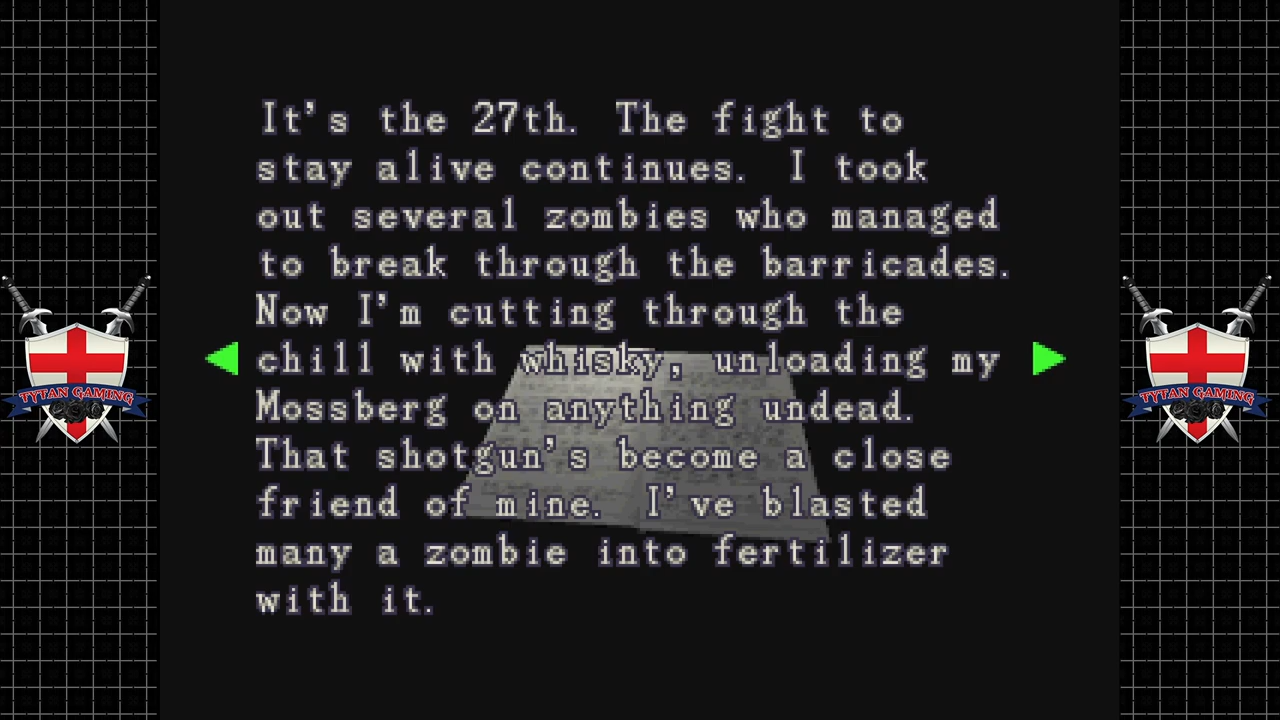 It's the 27th. The fight to
stay alive continues. I took
out several zombies who managed
to break through the barricades.
Now I'm cutting through the
chill with whisky, unloading my
Mossberg on anything undead.
That shotgun's become a close
friend of mine. I've blasted
many a zombie into fertilizer
with it.
TYTAN GAMING
TYTAN GAMING